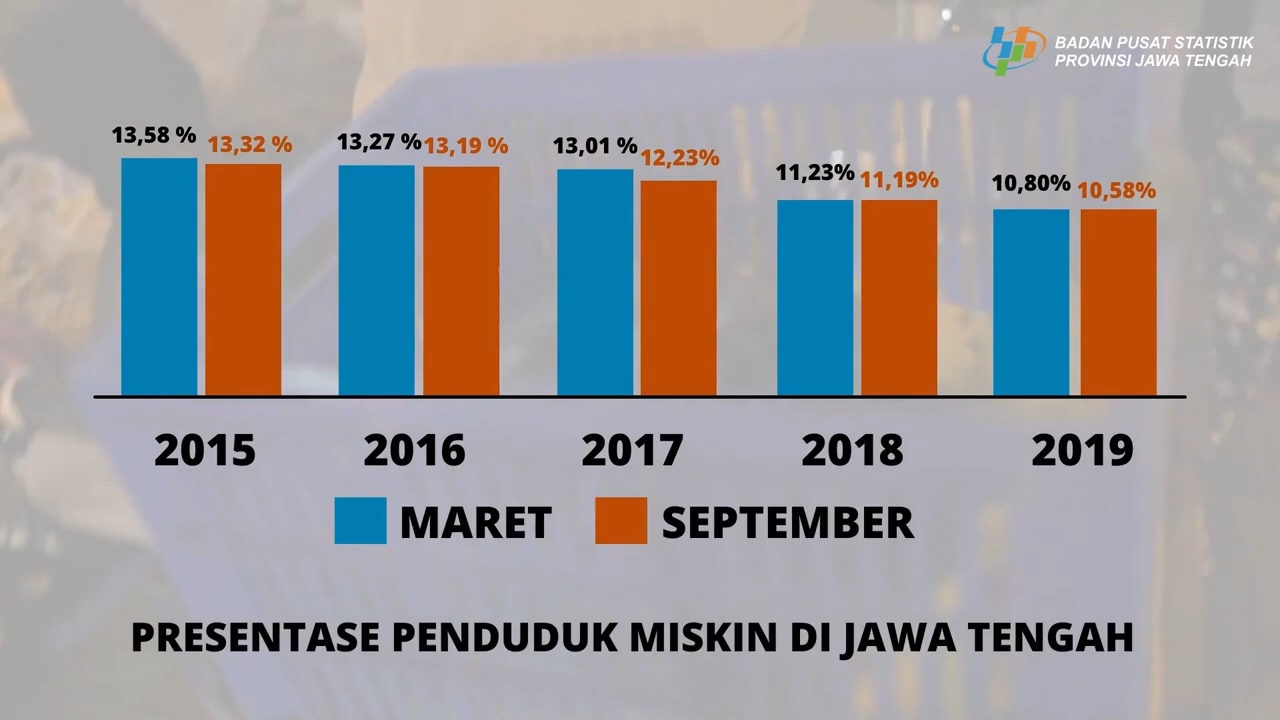 BADAN PUSAT STATISTIK
PROVINSI JAWA TENGAH
13,58 % 13,32 % 13,27 % 13,19 % 13,01 % 12,23% 11,23% 11,19% 10,80% 10,58%
2015 2016 2017 2018 2019
MARET SEPTEMBER
PRESENTASE PENDUDUK MISKIN DI JAWA TENGAH